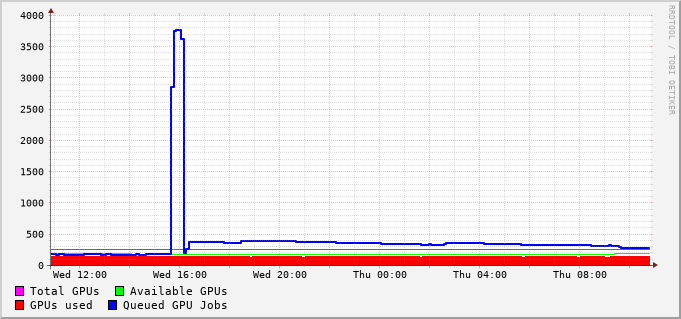 4000
3500
3000
2500
2000
1500
1000
500
0
Wed 12:00 Wed 16:00 Wed 20:00 Thu 00:00 Thu 04:00 Thu 08:00
Total GPUs Available GPUs
GPUs used Queued GPU Jobs
RRDTOOL / TOBI OETIKER